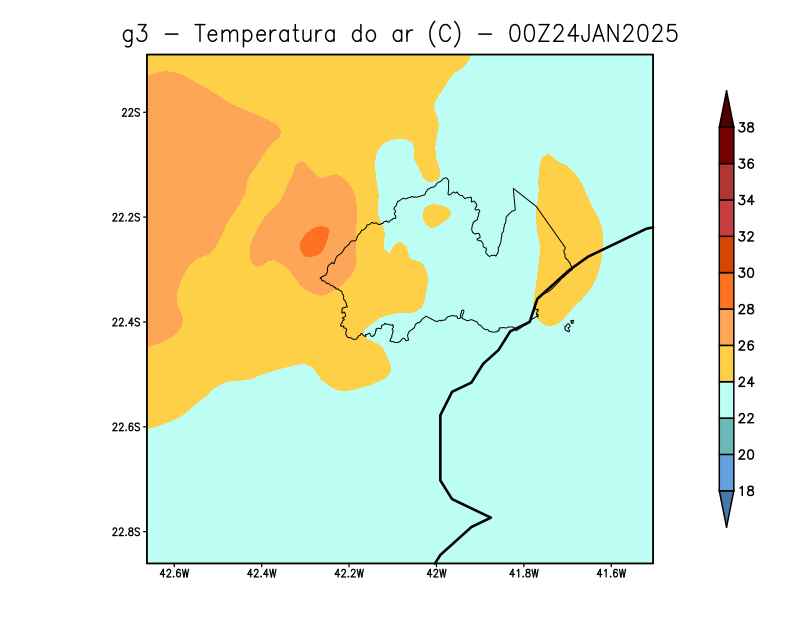 g3 - Temperatura do ar (C) - 00Z24JAN2025
22S
22.2S
22.4S
22.6S
22.8S
42.6W
42.4W
42.2W
42W
41.8W
41.6W
38
36
34
32
30
28
26
24
22
20
18